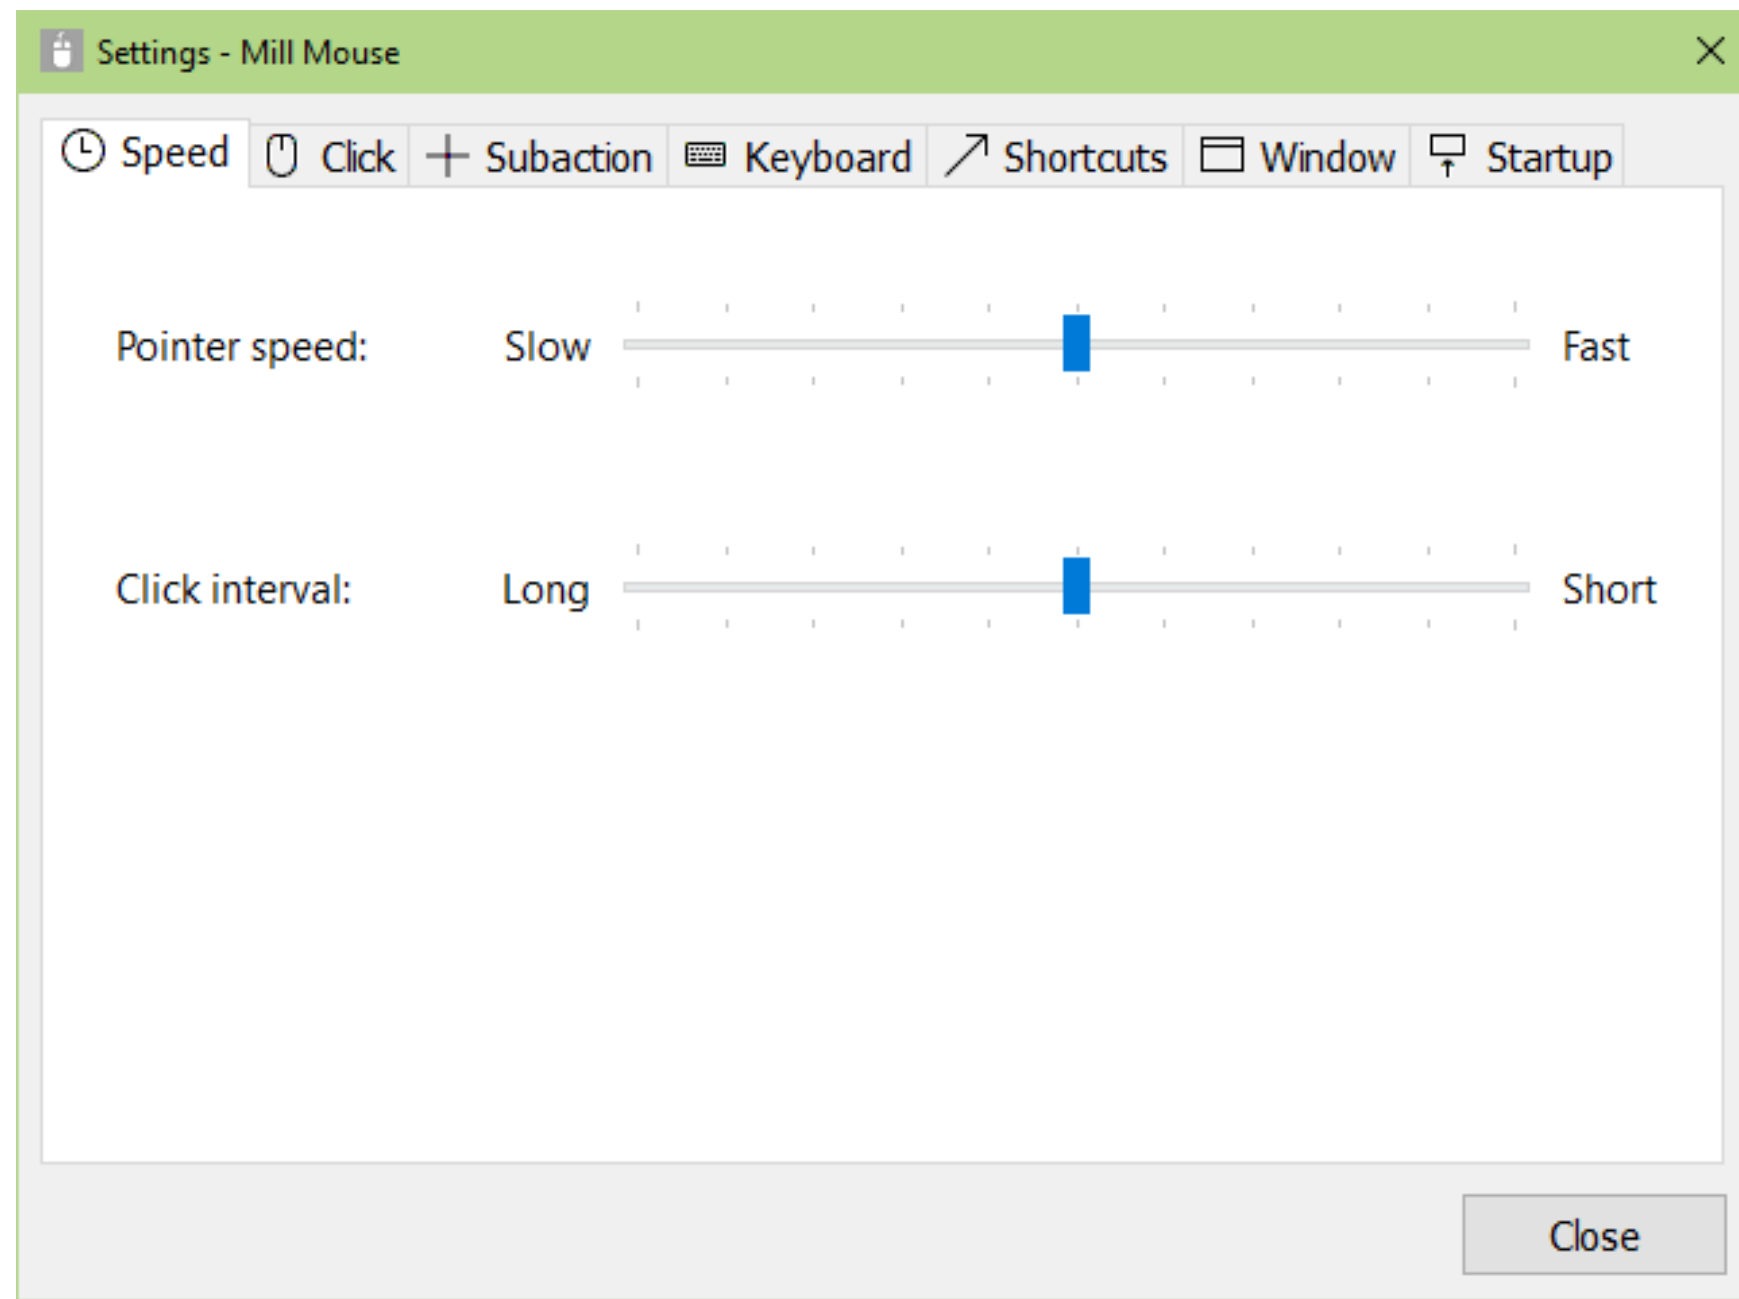 Settings - Mill Mouse
Speed Click Subaction Keyboard Shortcuts Window Startup
Pointer speed: Slow Fast
Click interval: Long Short
Close